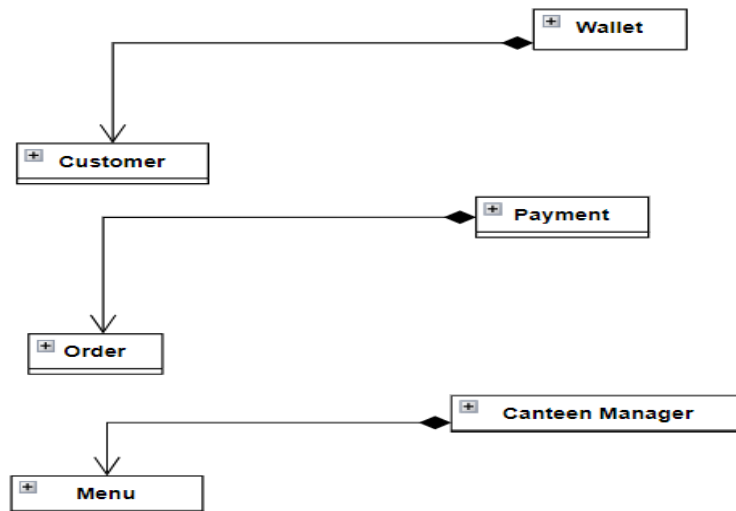 Wallet
Customer
Payment
Order
Canteen Manager
Menu